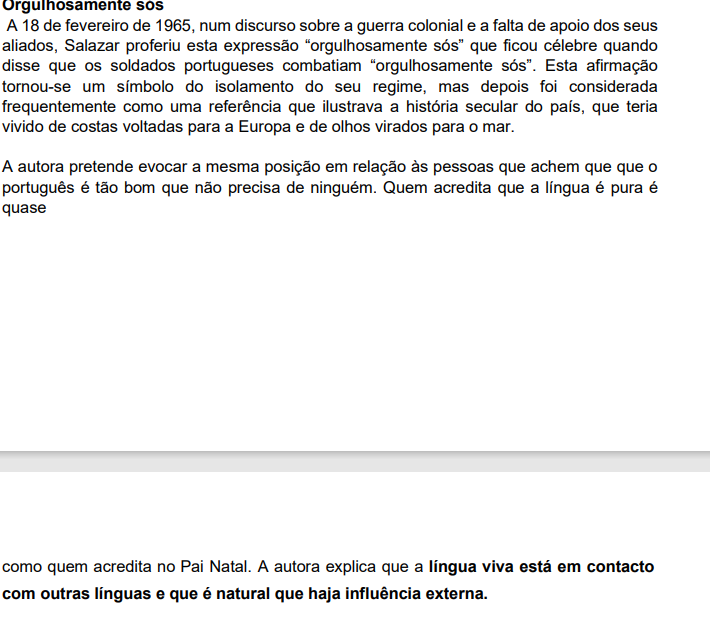 Orgulhosamente sós
A 18 de fevereiro de 1965, num discurso sobre a guerra colonial e a falta de apoio dos seus
aliados, Salazar proferiu esta expressão “orgulhosamente sós” que ficou célebre quando
disse que os soldados portugueses combatiam “orgulhosamente sós”. Esta afirmação
tornou-se um símbolo do isolamento do seu regime, mas depois foi considerada
frequentemente como uma referência que ilustrava a história secular do país, que teria
vivido de costas voltadas para a Europa e de olhos virados para o mar.
A autora pretende evocar a mesma posição em relação às pessoas que achem que que o
português é tão bom que não precisa de ninguém. Quem acredita que a língua é pura é
quase
como quem acredita no Pai Natal. A autora explica que a língua viva está em contacto
com outras línguas e que é natural que haja influência externa.